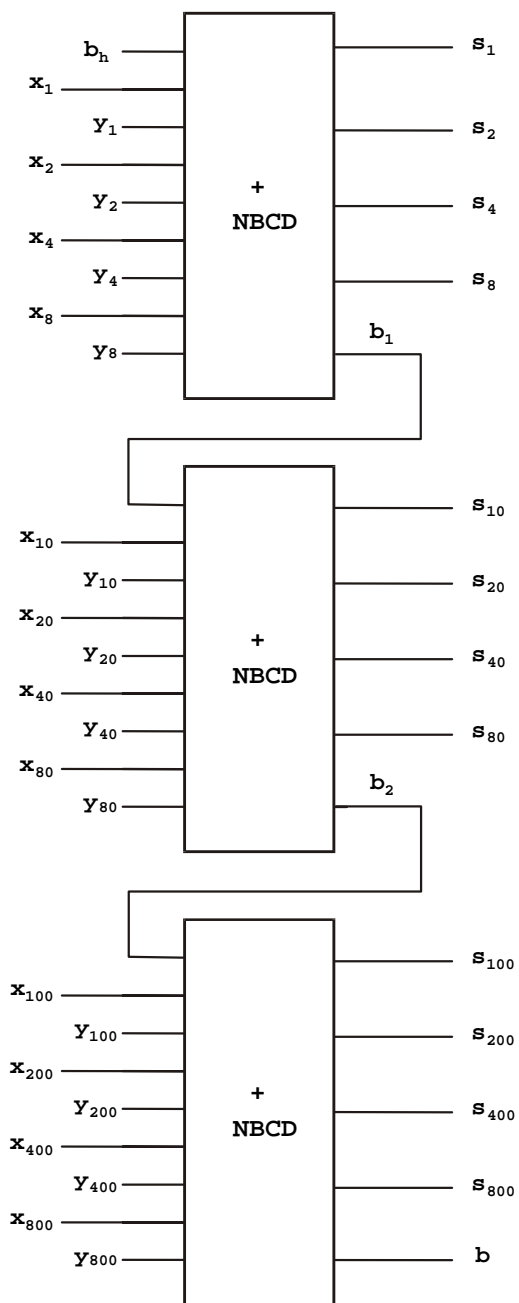 b_h
s_1
x_1
y_1
s_2
x_2
y_2
+
NBCD
s_4
x_4
y_4
s_8
x_8
y_8
b_1
s_10
x_10
y_10
s_20
x_20
y_20
+
NBCD
s_40
x_40
y_40
s_80
x_80
y_80
b_2
s_100
x_100
y_100
s_200
x_200
y_200
+
NBCD
s_400
x_400
y_400
s_800
x_800
y_800
b